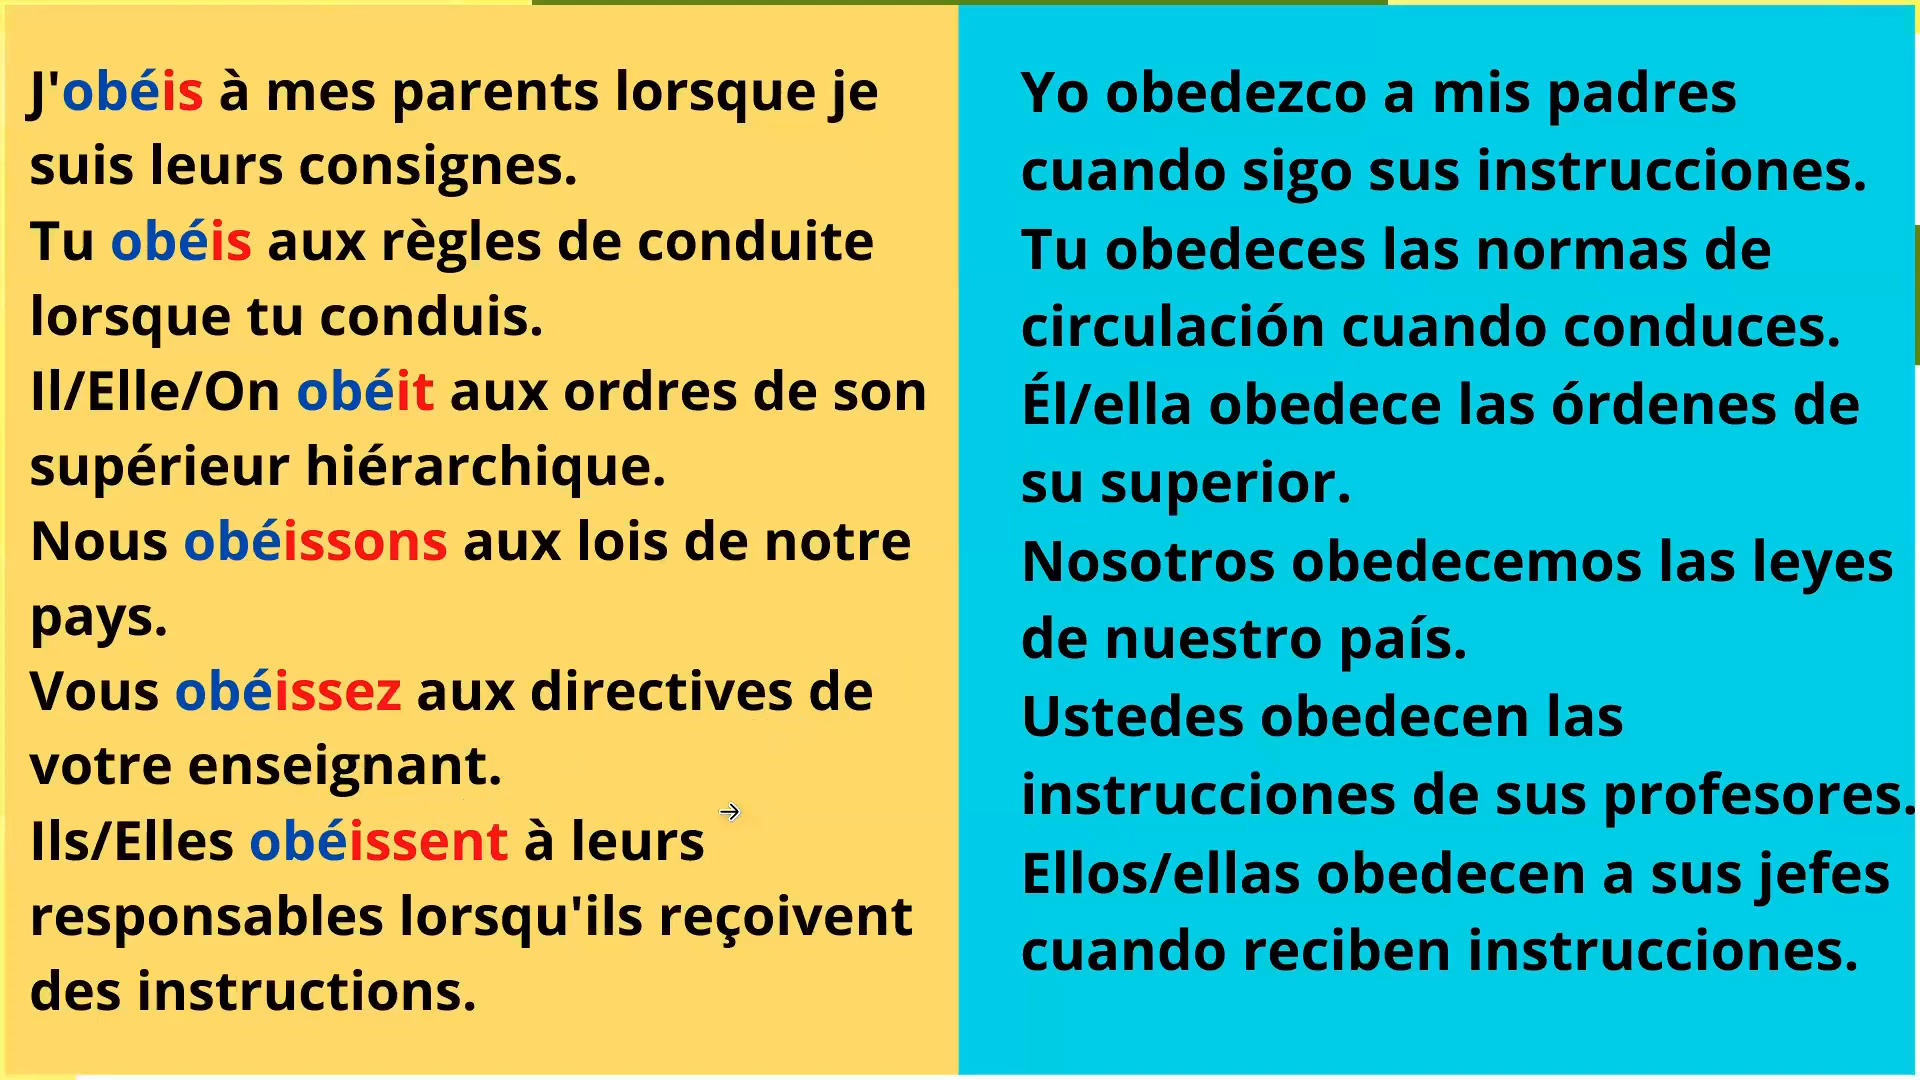 J'obéis à mes parents lorsque je
suis leurs consignes.
Tu obéis aux règles de conduite
lorsque tu conduis.
Il/Elle/On obéit aux ordres de son
supérieur hiérarchique.
Nous obéissons aux lois de notre
pays.
Vous obéissez aux directives de
votre enseignant.
Ils/Elles obéissent à leurs
responsables lorsqu'ils reçoivent
des instructions.
Yo obedezco a mis padres
cuando sigo sus instrucciones.
Tu obedeces las normas de
circulación cuando conduces.
Él/ella obedece las órdenes de
su superior.
Nosotros obedecemos las leyes
de nuestro país.
Ustedes obedecen las
instrucciones de sus profesores.
Ellos/ellas obedecen a sus jefes
cuando reciben instrucciones.